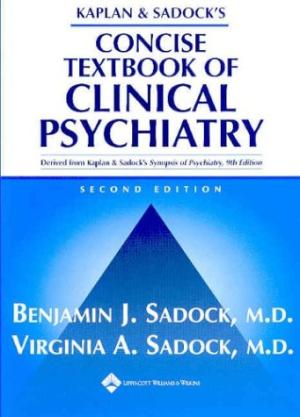 KAPLAN & SADOCK'S
CONCISE
TEXTBOOK OF
CLINICAL
PSYCHIATRY
Derived from Kaplan & Sadock's Synopsis of Psychiatry, 9th Edition
SECOND EDITION
BENJAMIN J. SADOCK, M.D.
VIRGINIA A. SADOCK, M.D.
LIPPINCOTT WILLIAMS & WILKINS